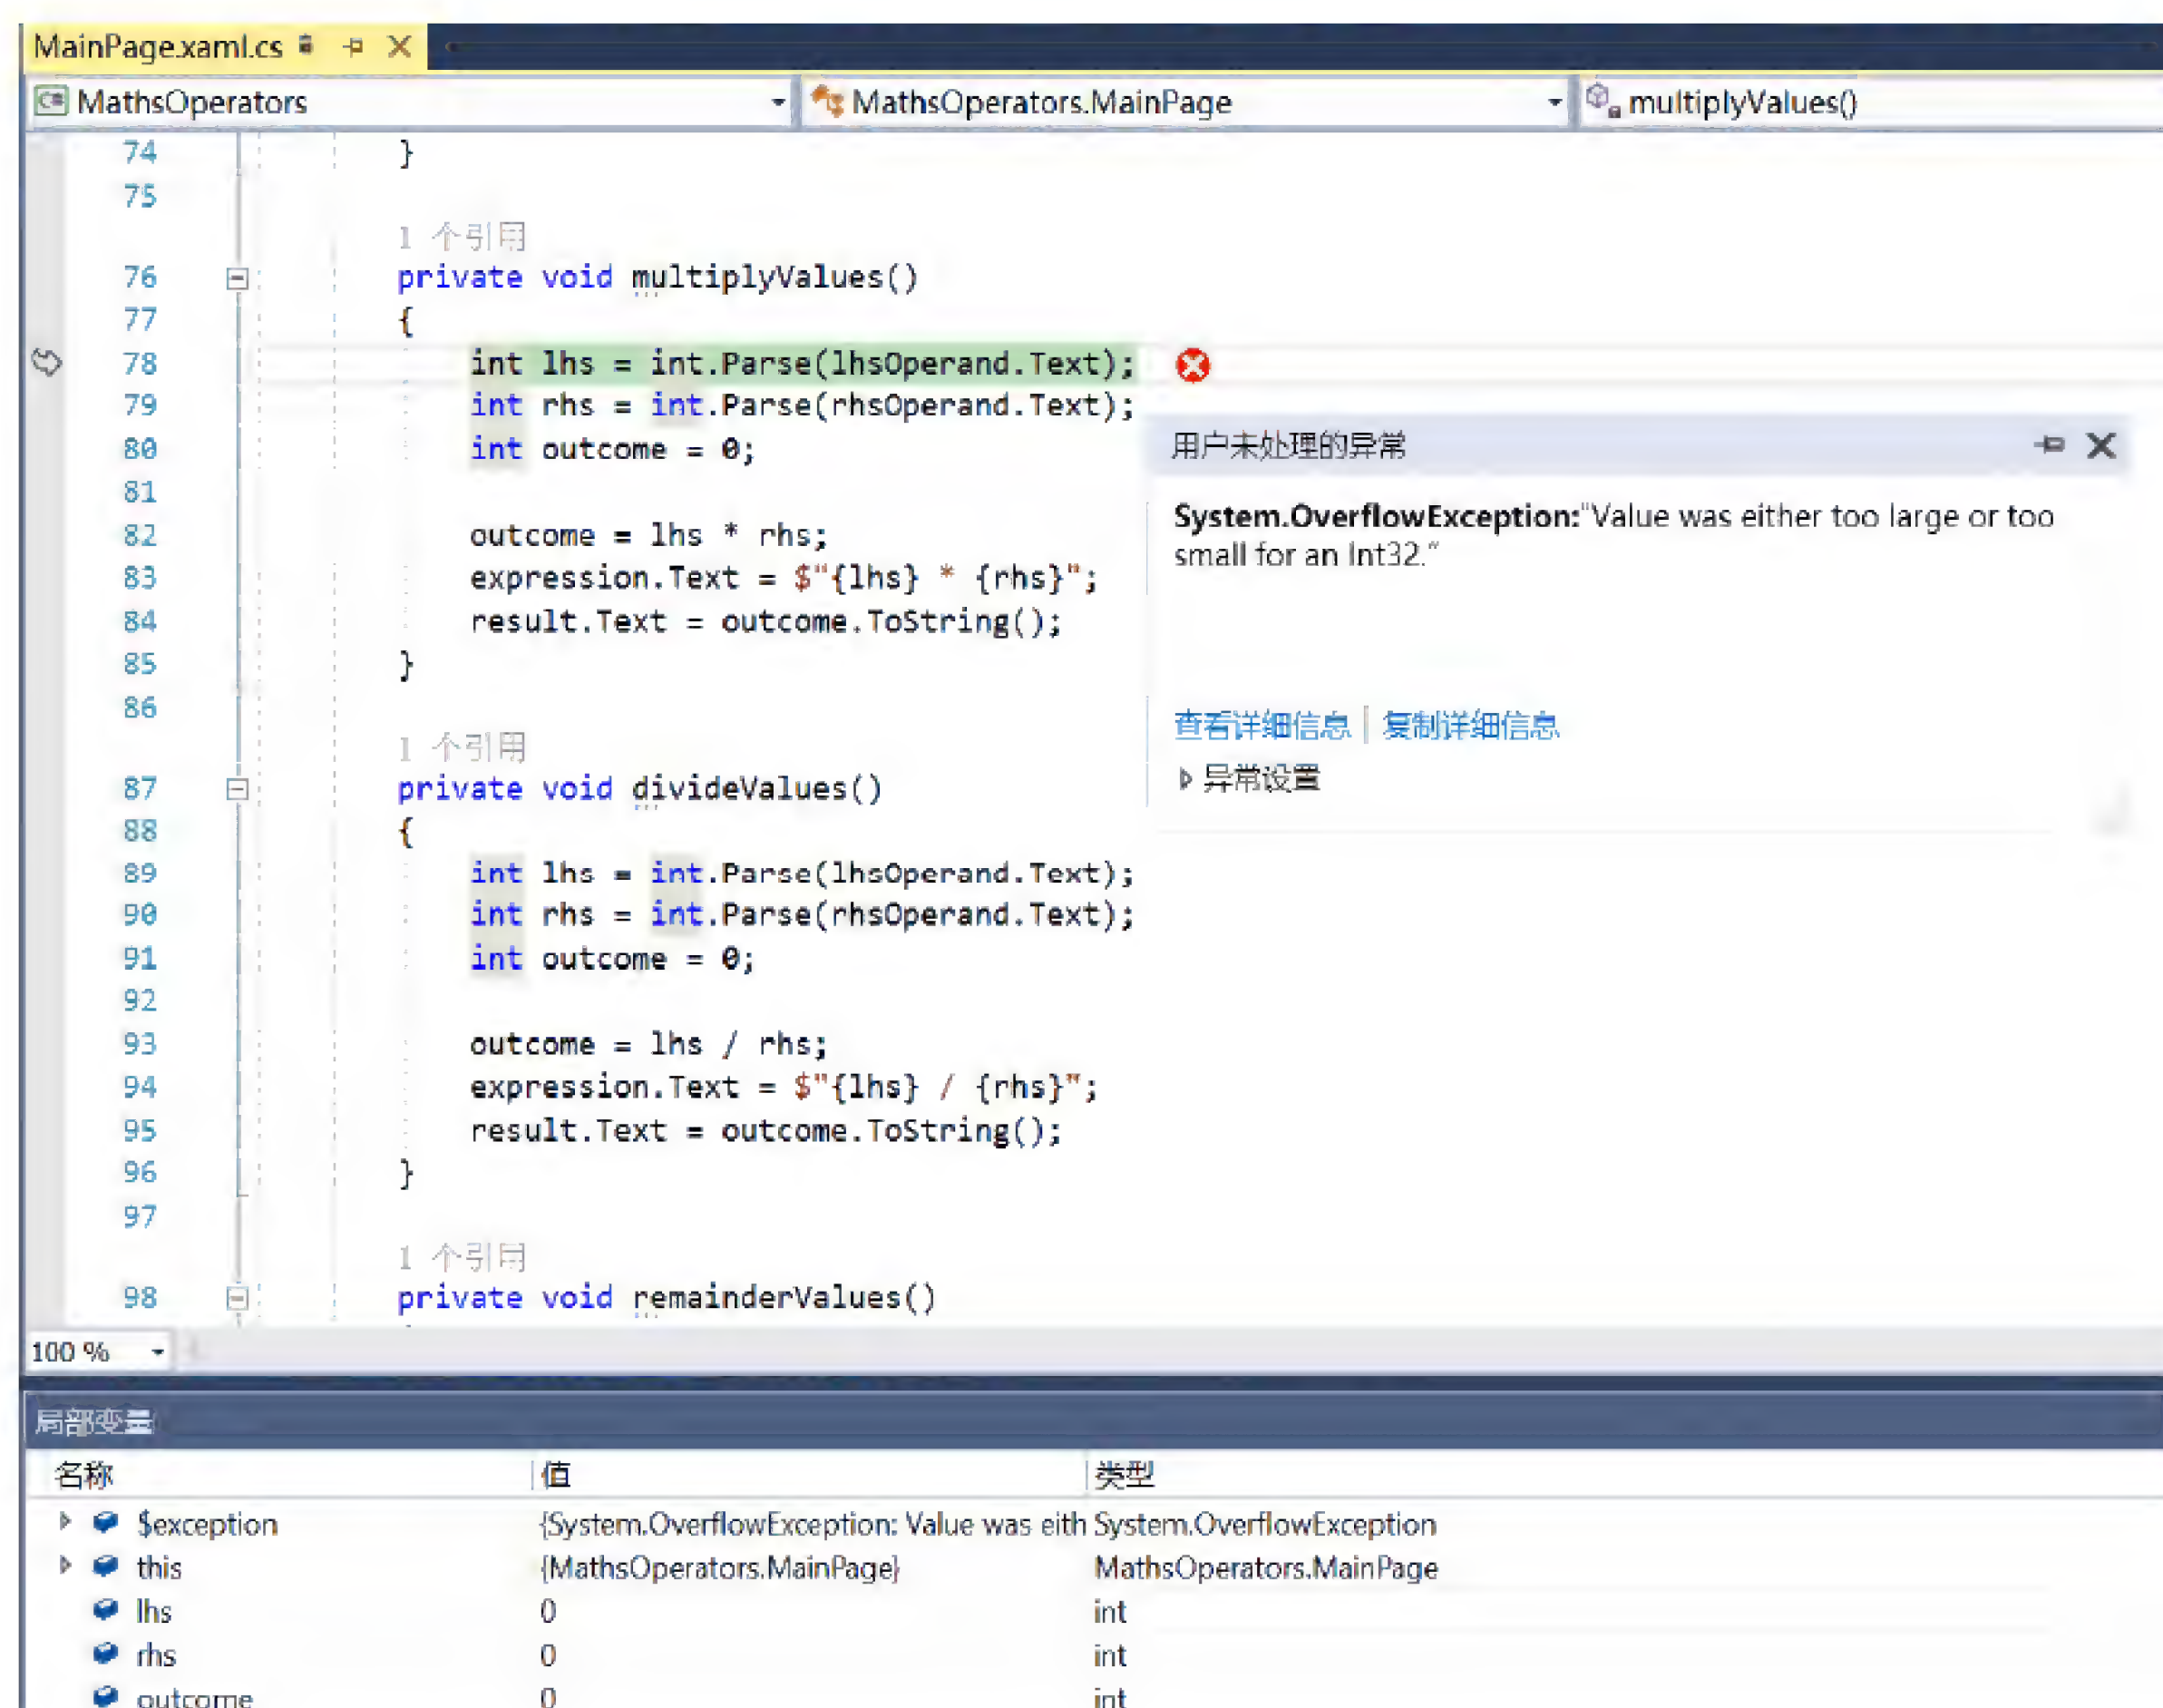 MainPage.xaml.cs
MathsOperators MathsOperators.MainPage multiplyValues()
74 }
75
1 个引用
76 private void multiplyValues()
77 {
78 int lhs = int.Parse(lhsOperand.Text);
79 int rhs = int.Parse(rhsOperand.Text);
80 int outcome = 0;
81
82 outcome = lhs * rhs;
83 expression.Text = $"{lhs} * {rhs}";
84 result.Text = outcome.ToString();
85 }
86
1 个引用
87 private void divideValues()
88 {
89 int lhs = int.Parse(lhsOperand.Text);
90 int rhs = int.Parse(rhsOperand.Text);
91 int outcome = 0;
92
93 outcome = lhs / rhs;
94 expression.Text = $"{lhs} / {rhs}";
95 result.Text = outcome.ToString();
96 }
97
1 个引用
98 private void remainderValues()
用户未处理的异常
System.OverflowException:"Value was either too large or too
small for an Int32."
查看详细信息 | 复制详细信息
异常设置
100 %
局部变量
名称 值 类型
$exception {System.OverflowException: Value was eith System.OverflowException
this {MathsOperators.MainPage} MathsOperators.MainPage
lhs 0 int
rhs 0 int
outcome 0 int